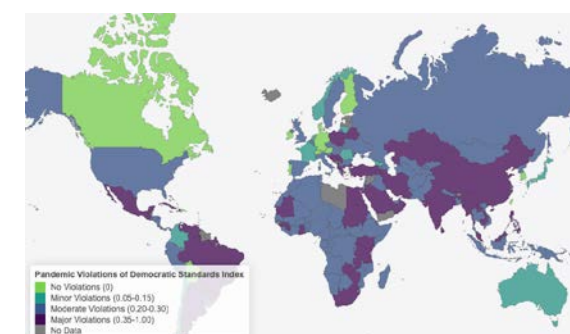 Pandemic Violations of Democratic Standards Index
No Violations (0)
Minor Violations (0.05-0.15)
Moderate Violations (0.20-0.30)
Major Violations (0.35-1.00)
No Data